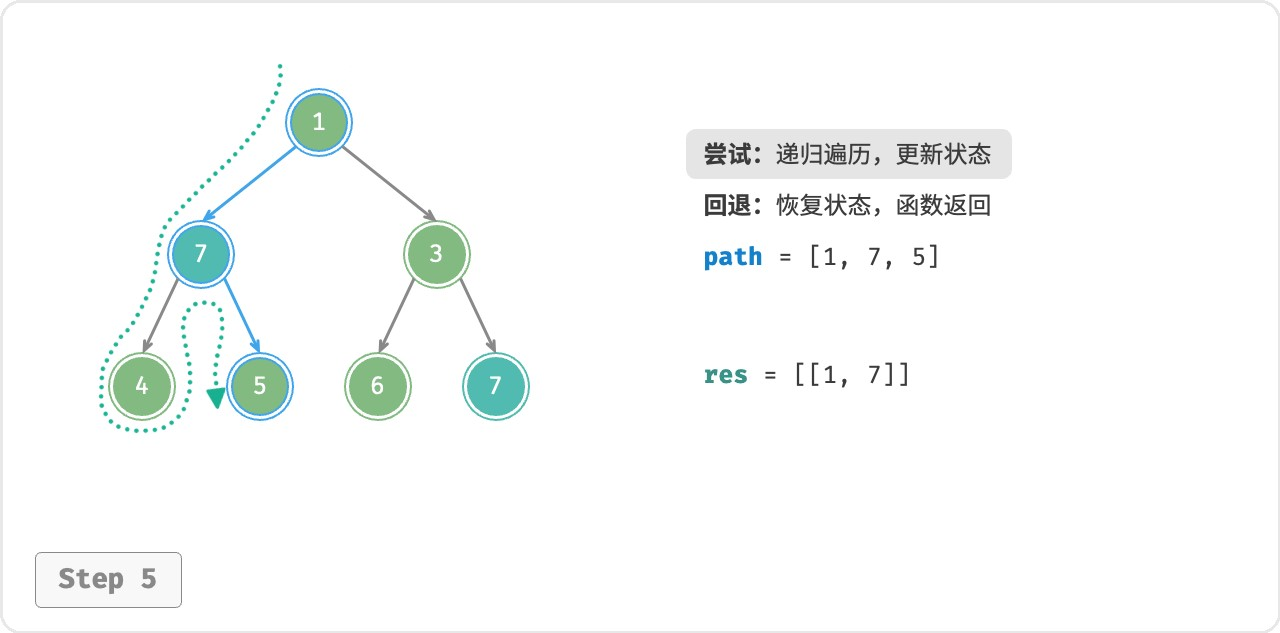 1
7
3
4
5
6
7
尝试：递归遍历，更新状态
回退：恢复状态，函数返回
path = [1, 7, 5]
res = [[1, 7]]
Step 5